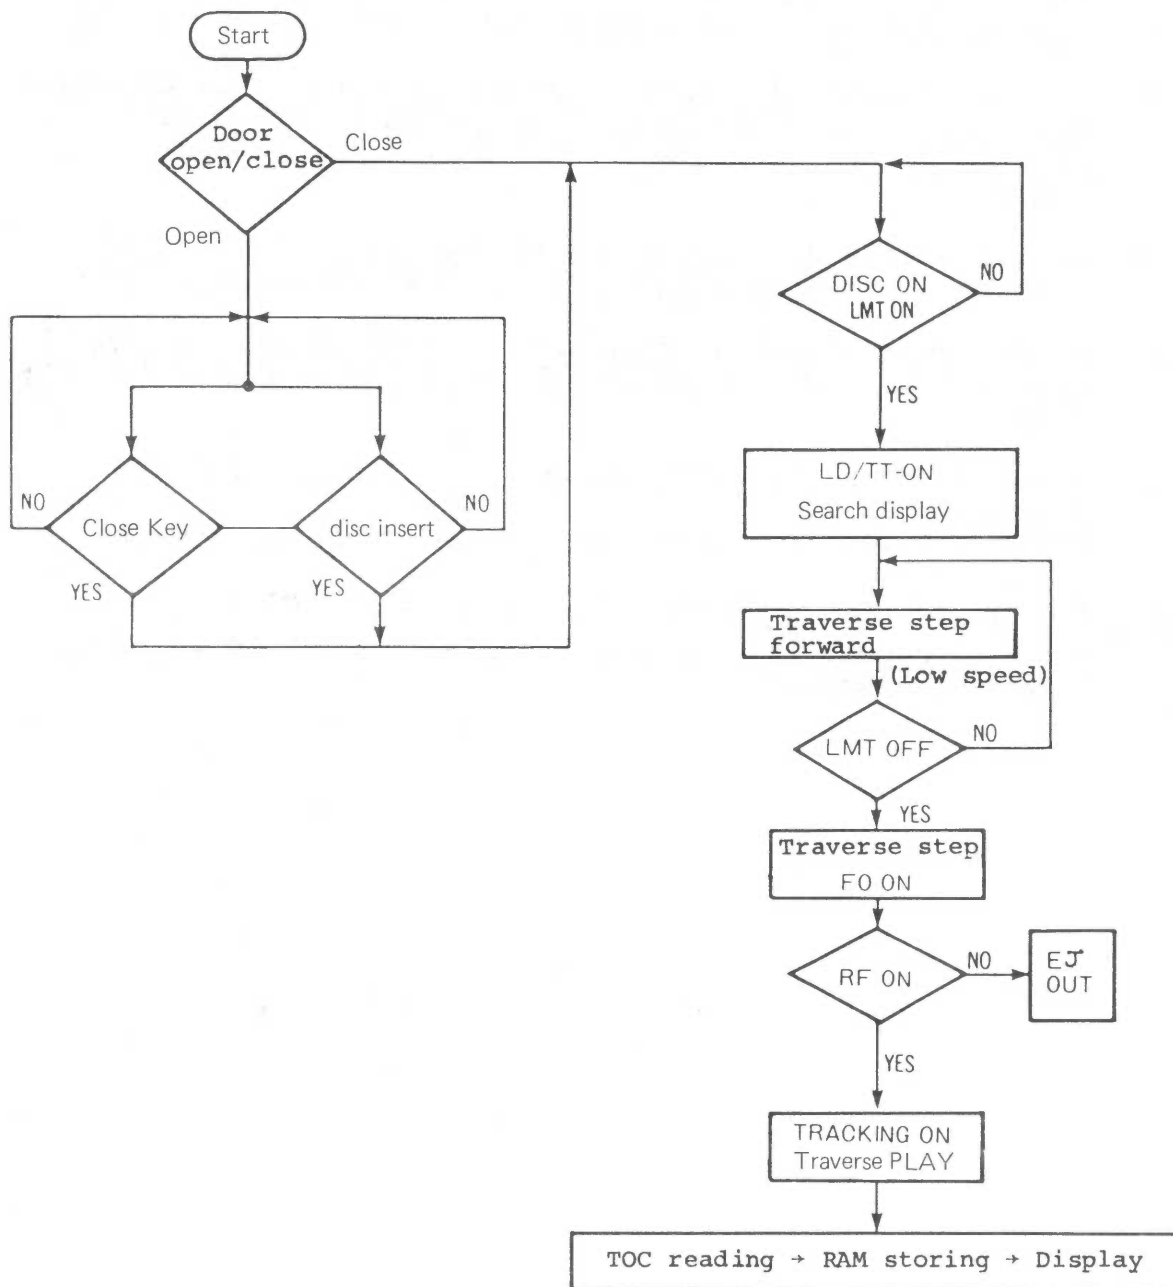 Start
Door
open/close
Close
Open
DISC ON
LMT ON
NO
YES
LD/TT-ON
Search display
NO
Close Key
disc insert
NO
YES
YES
Traverse step
forward
(Low speed)
LMT OFF
NO
YES
Traverse step
FO ON
RF ON
NO
EJ
OUT
YES
TRACKING ON
Traverse PLAY
TOC reading → RAM storing → Display